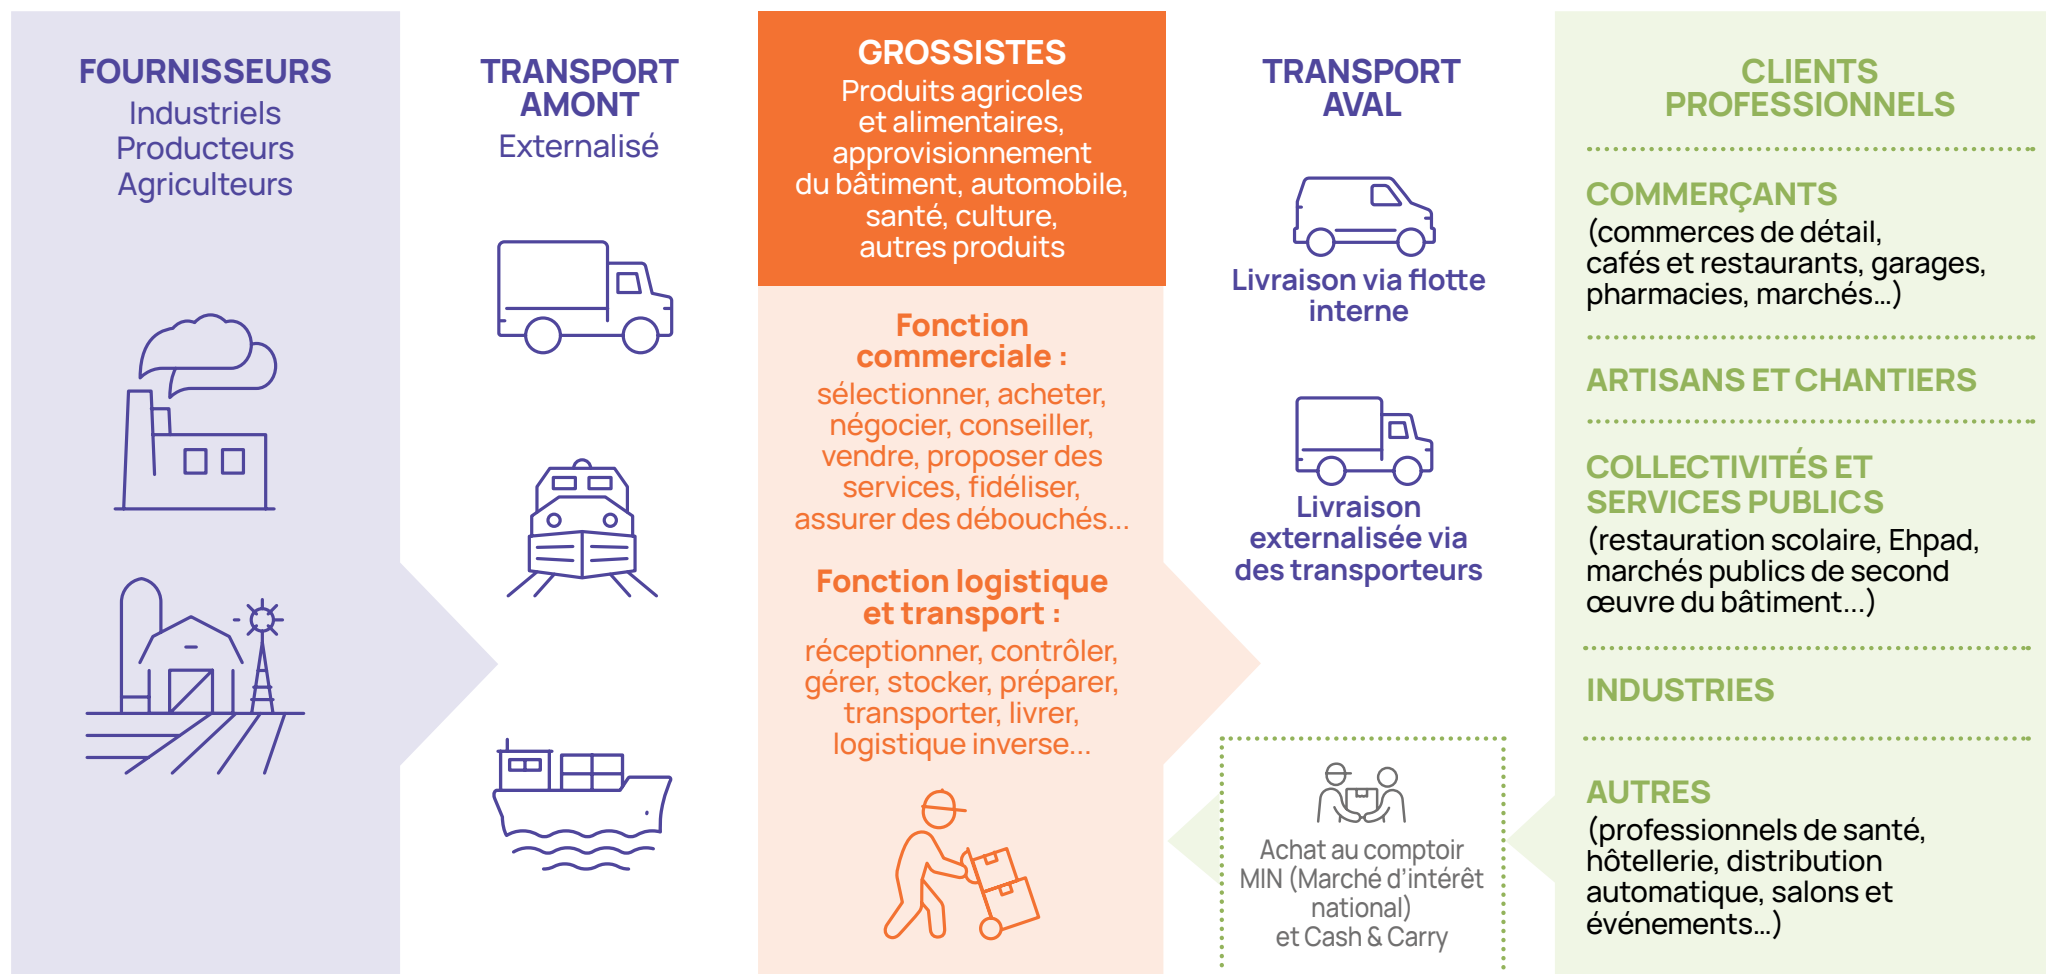 FOURNISSEURS
Industriels
Producteurs
Agriculteurs
TRANSPORT
AMONT
Externalisé
GROSSISTES
Produits agricoles
et alimentaires,
approvisionnement
du bâtiment, automobile,
santé, culture,
autres produits
Fonction
commerciale :
sélectionner, acheter,
négocier, conseiller,
vendre, proposer des
services, fidéliser,
assurer des débouchés...
Fonction logistique
et transport :
réceptionner, contrôler,
gérer, stocker, préparer,
transporter, livrer,
logistique inverse...
TRANSPORT
AVAL
Livraison via flotte
interne
Livraison
externalisée via
des transporteurs
Achat au comptoir
MIN (Marché d'intérêt
national)
et Cash & Carry
CLIENTS
PROFESSIONNELS
COMMERÇANTS
(commerces de détail,
cafés et restaurants, garages,
pharmacies, marchés...)
ARTISANS ET CHANTIERS
COLLECTIVITÉS ET
SERVICES PUBLICS
(restauration scolaire, Ehpad,
marchés publics de second
œuvre du bâtiment...)
INDUSTRIES
AUTRES
(professionnels de santé,
hôtellerie, distribution
automatique, salons et
événements...)